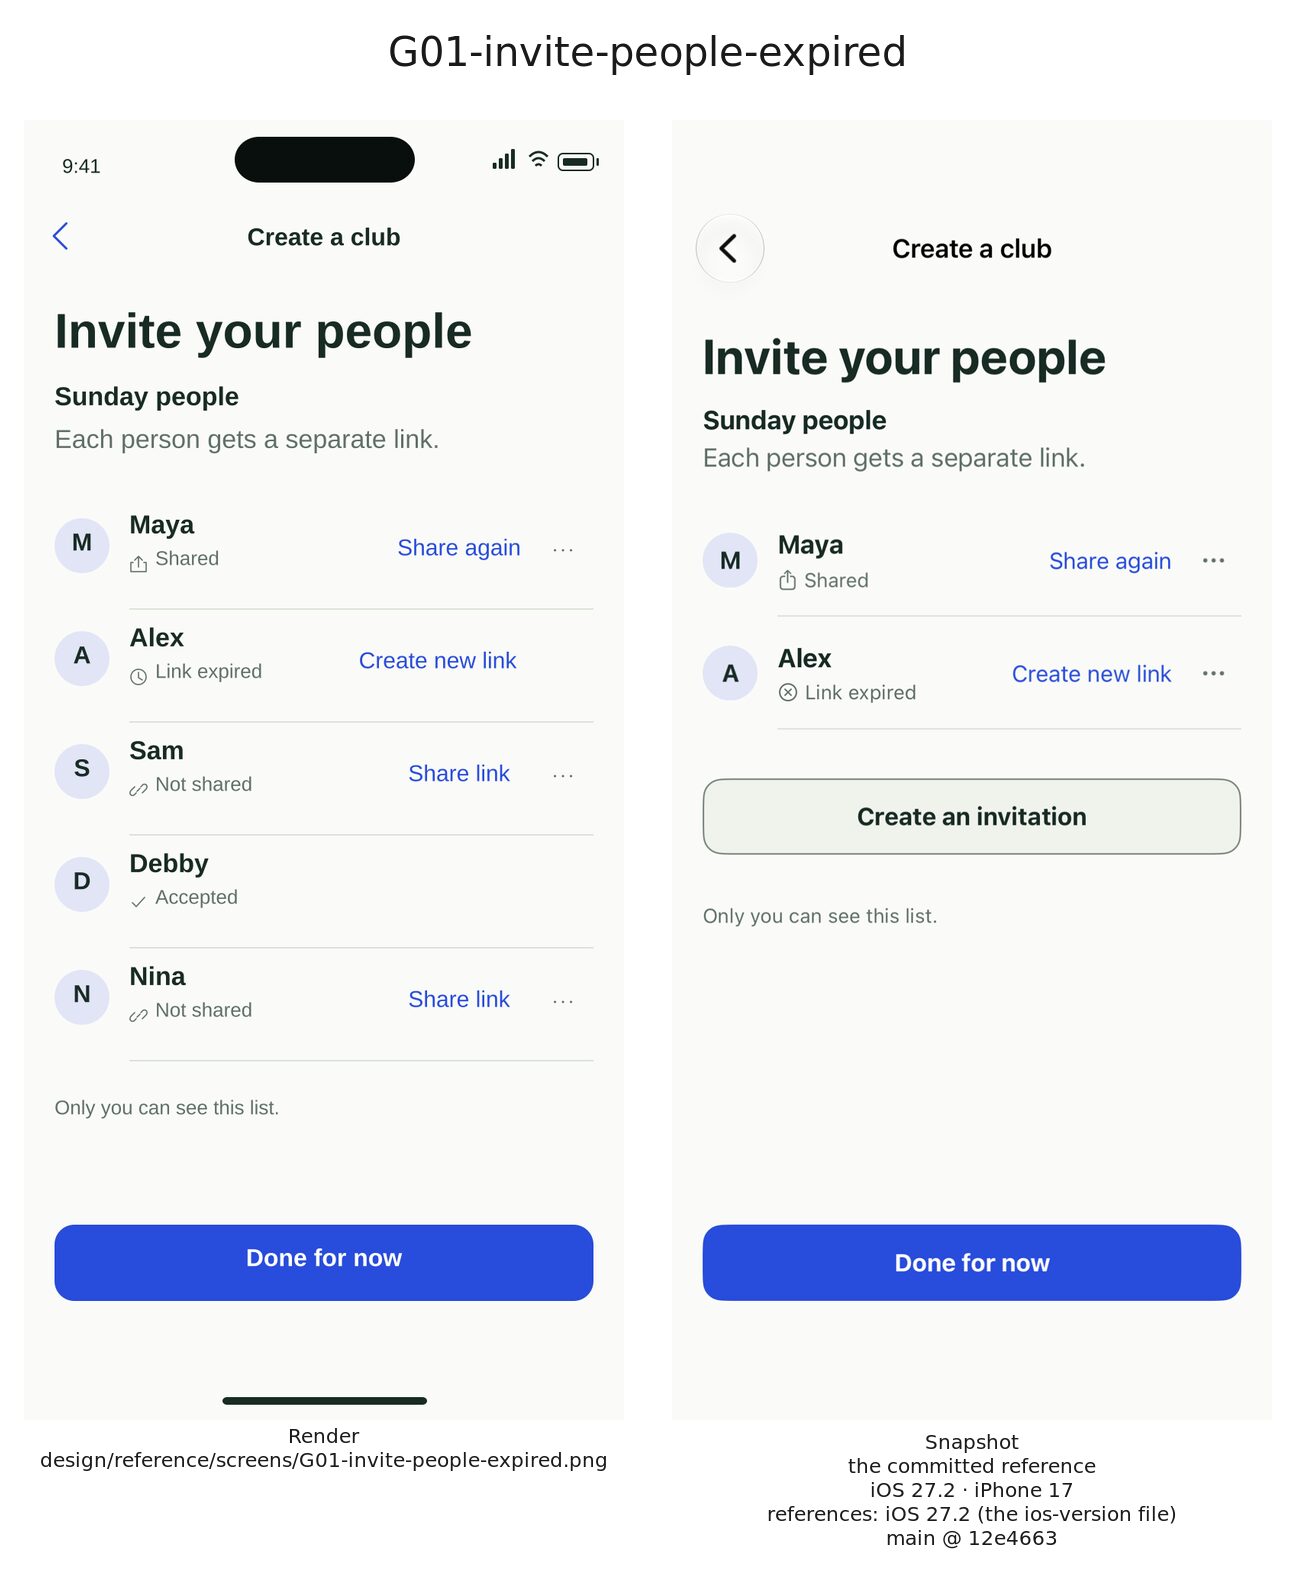 G01-invite-people-expired
9:41
Create a club
Invite your people
Sunday people
Each person gets a separate link.
M
Maya
Shared
Share again
...
A
Alex
Link expired
Create new link
S
Sam
Not shared
Share link
...
D
Debby
Accepted
N
Nina
Not shared
Share link
...
Only you can see this list.
Done for now
Render
design/reference/screens/G01-invite-people-expired.png
Create a club
Invite your people
Sunday people
Each person gets a separate link.
M
Maya
Shared
Share again
...
A
Alex
Link expired
Create new link
...
Create an invitation
Only you can see this list.
Done for now
Snapshot
the committed reference
iOS 27.2 · iPhone 17
references: iOS 27.2 (the ios-version file)
main @ 12e4663